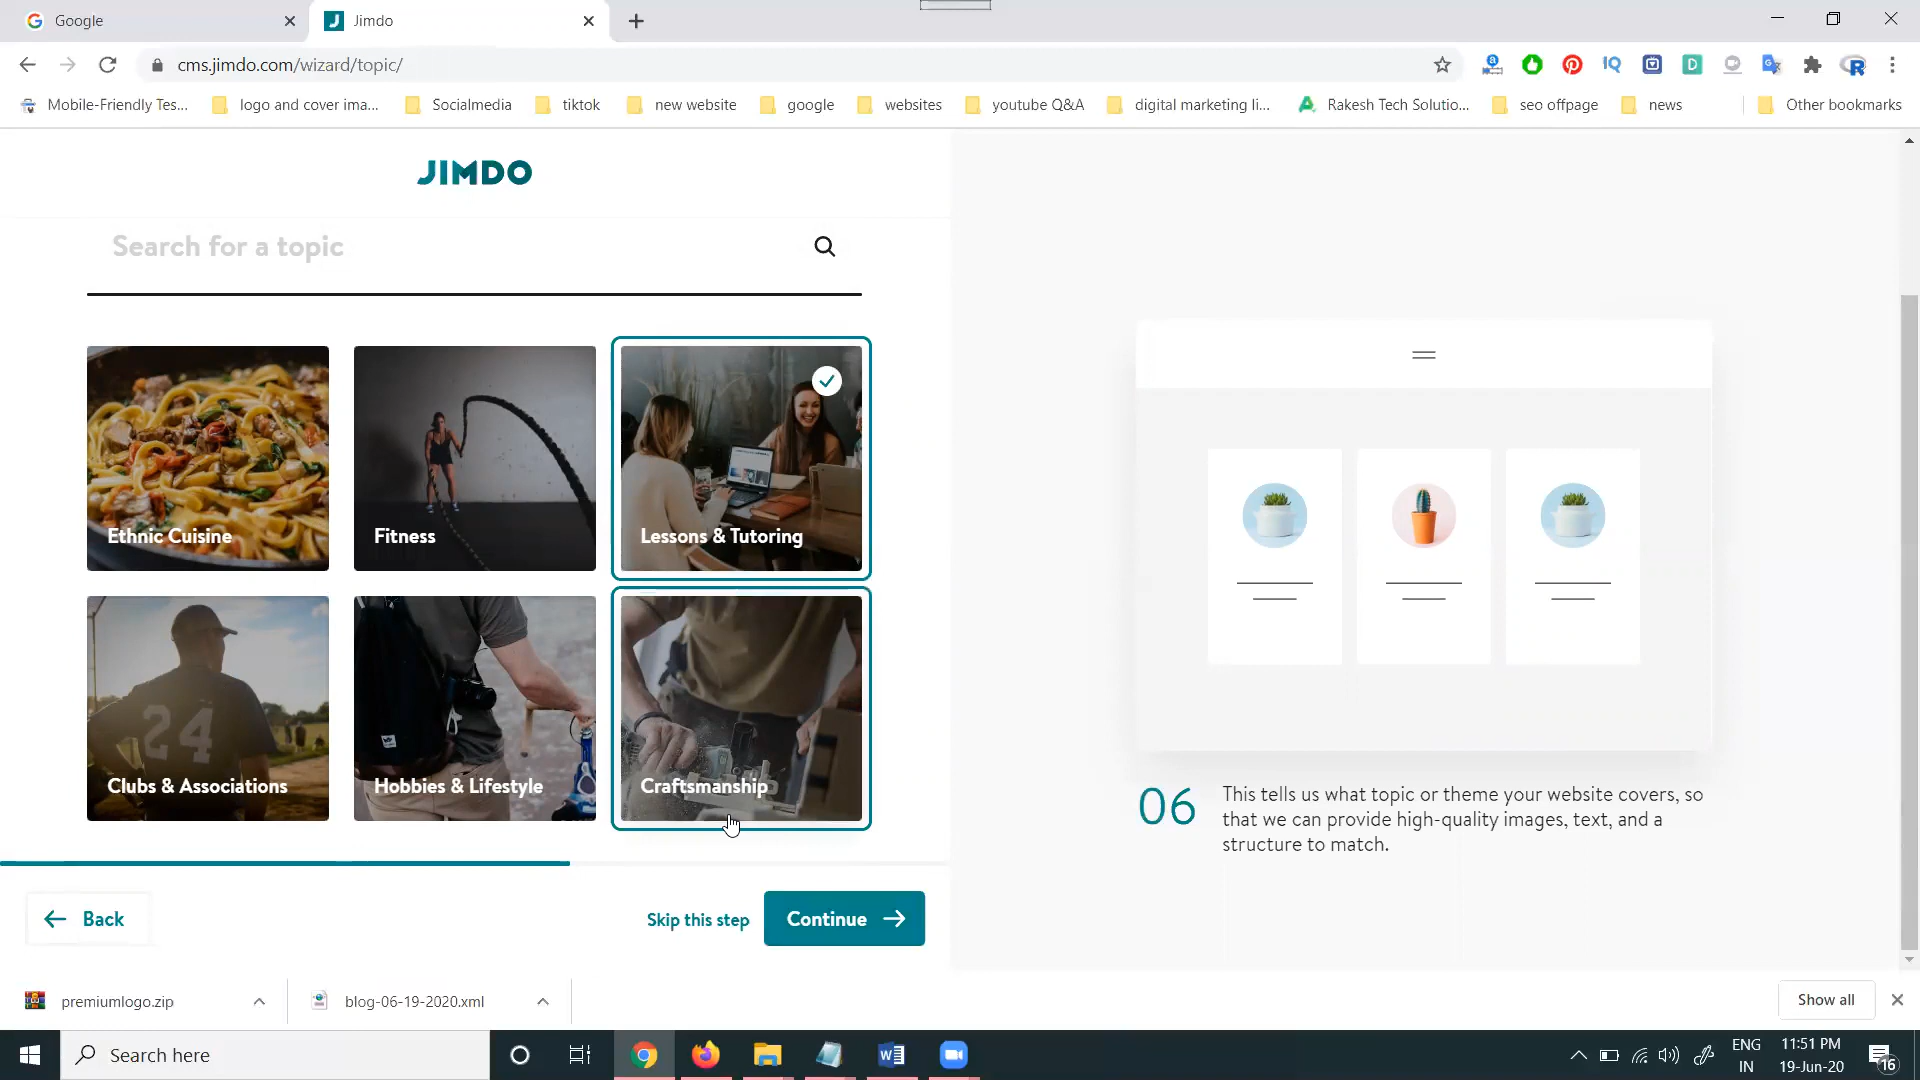 Google
Jimdo
cms.jimdo.com/wizard/topic/
Mobile-Friendly Tes...
logo and cover ima...
Socialmedia
tiktok
new website
google
websites
youtube Q&A
digital marketing li...
Rakesh Tech Solutio...
seo offpage
news
Other bookmarks
JIMDO
Search for a topic
Ethnic Cuisine
Fitness
Lessons & Tutoring
24
Clubs & Associations
Hobbies & Lifestyle
Craftsmanship
06
This tells us what topic or theme your website covers, so
that we can provide high-quality images, text, and a
structure to match.
Back
Skip this step
Continue
premiumlogo.zip
blog-06-19-2020.xml
Show all
Search here
ENG
IN
11:51 PM
19-Jun-20
16